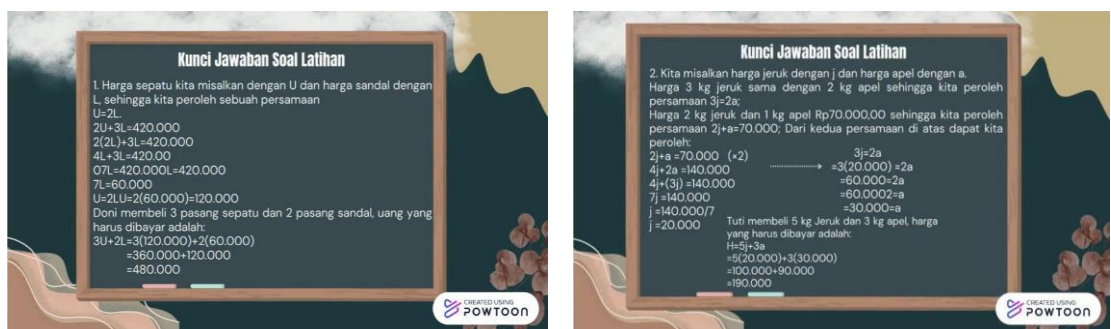 Kunci Jawaban Soal Latihan
1. Harga sepatu kita misalkan dengan U dan harga sandal dengan
L, sehingga kita peroleh sebuah persamaan
U=2L.
2U+3L=420.000
2(2L)+3L=420.000
4L+3L=420.00
07L=420.000L=420.000
7L=60.000
U=2LU=2(60.000)=120.000
Doni membeli 3 pasang sepatu dan 2 pasang sandal, uang yang
harus dibayar adalah:
3U+2L=3(120.000)+2(60.000)
=360.000+120.000
=480.000
CREATED USING
POWTOON
Kunci Jawaban Soal Latihan
2. Kita misalkan harga jeruk dengan j dan harga apel dengan a.
Harga 3 kg jeruk sama dengan 2 kg apel sehingga kita peroleh
persamaan 3j=2a;
Harga 2 kg jeruk dan 1 kg apel Rp70.000,00 sehingga kita peroleh
persamaan 2j+a=70.000; Dari kedua persamaan di atas dapat kita
peroleh:
2j+a =70.000 (×2)
4j+2a =140.000
4j+(3j) =140.000
7j =140.000
j =140.000/7
j =20.000
3j=2a
=3(20.000) =2a
=60.000=2a
=60.0002=a
=30.000=a
Tuti membeli 5 kg Jeruk dan 3 kg apel, harga
yang harus dibayar adalah:
H=5j+3a
=5(20.000)+3(30.000)
=100.000+90.000
=190.000
CREATED USING
POWTOON